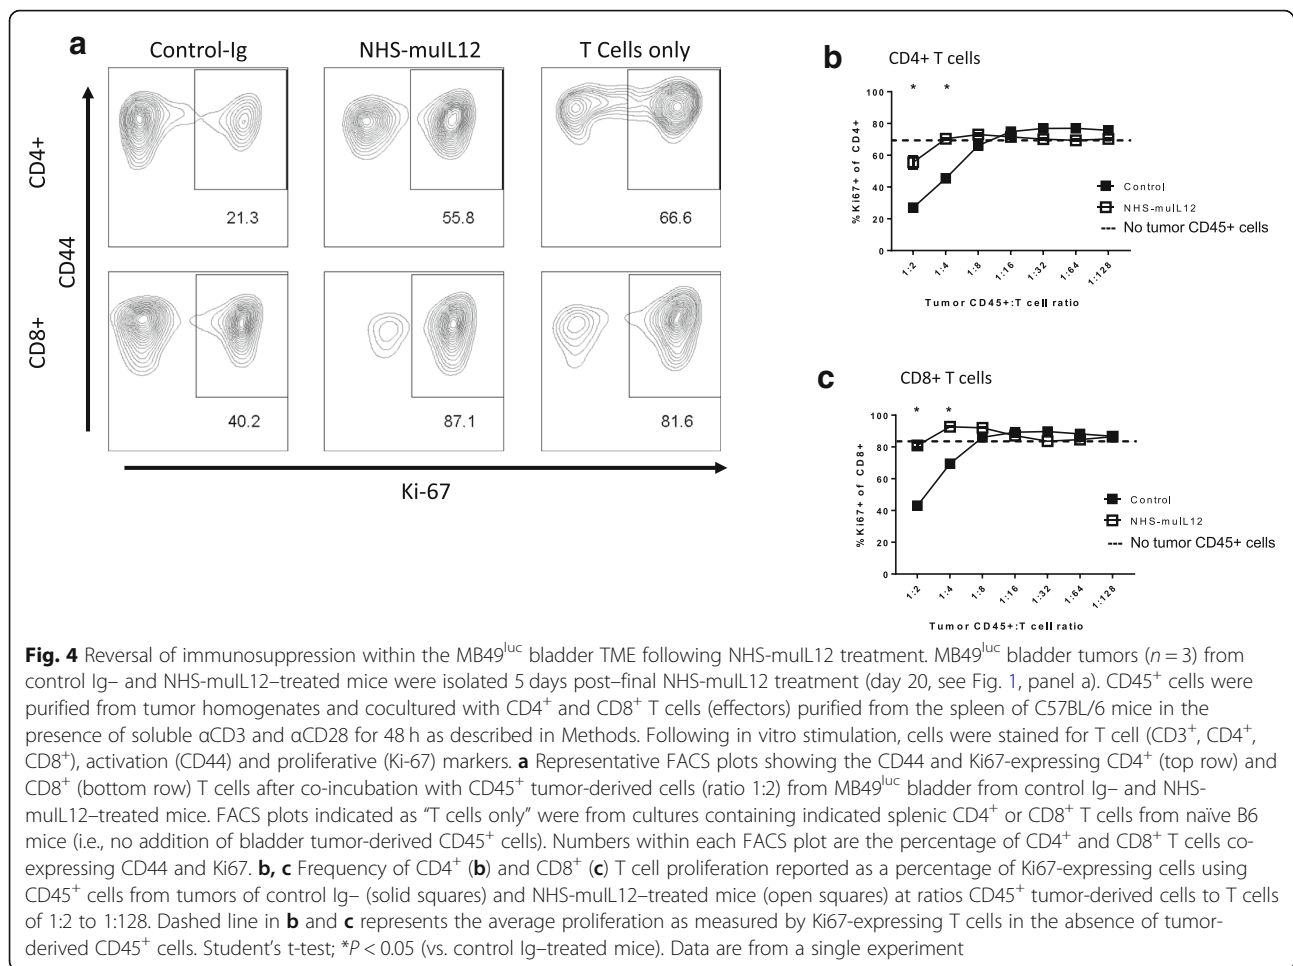 a
Control-Ig NHS-muIL12 T Cells only
CD4+
21.3 55.8 66.6
CD44
CD8+
40.2 87.1 81.6
Ki-67
b CD4+ T cells
* *
%Ki67+ of CD4+
100
80
60
40
20
0
1:2 1:4 1:8 1:16 1:32 1:64 1:128
Tumor CD45+:T cell ratio
Control
NHS-muIL12
No tumor CD45+ cells
c CD8+ T cells
* *
%Ki67+ of CD8+
100
80
60
40
20
0
1:2 1:4 1:8 1:16 1:32 1:64 1:128
Tumor CD45+:T cell ratio
Control
NHS-muIL12
No tumor CD45+ cells
Fig. 4 Reversal of immunosuppression within the MB49luc bladder TME following NHS-muIL12 treatment. MB49luc bladder tumors (n = 3) from
control Ig– and NHS-muIL12–treated mice were isolated 5 days post–final NHS-muIL12 treatment (day 20, see Fig. 1, panel a). CD45+ cells were
purified from tumor homogenates and cocultured with CD4+ and CD8+ T cells (effectors) purified from the spleen of C57BL/6 mice in the
presence of soluble αCD3 and αCD28 for 48 h as described in Methods. Following in vitro stimulation, cells were stained for T cell (CD3+, CD4+,
CD8+), activation (CD44) and proliferative (Ki-67) markers. a Representative FACS plots showing the CD44 and Ki67-expressing CD4+ (top row) and
CD8+ (bottom row) T cells after co-incubation with CD45+ tumor-derived cells (ratio 1:2) from MB49luc bladder from control Ig– and NHS-
muIL12–treated mice. FACS plots indicated as “T cells only” were from cultures containing indicated splenic CD4+ or CD8+ T cells from naïve B6
mice (i.e., no addition of bladder tumor-derived CD45+ cells). Numbers within each FACS plot are the percentage of CD4+ and CD8+ T cells co-
expressing CD44 and Ki67. b, c Frequency of CD4+ (b) and CD8+ (c) T cell proliferation reported as a percentage of Ki67-expressing cells using
CD45+ cells from tumors of control Ig– (solid squares) and NHS-muIL12–treated mice (open squares) at ratios CD45+ tumor-derived cells to T cells
of 1:2 to 1:128. Dashed line in b and c represents the average proliferation as measured by Ki67-expressing T cells in the absence of tumor-
derived CD45+ cells. Student’s t-test; *P < 0.05 (vs. control Ig–treated mice). Data are from a single experiment